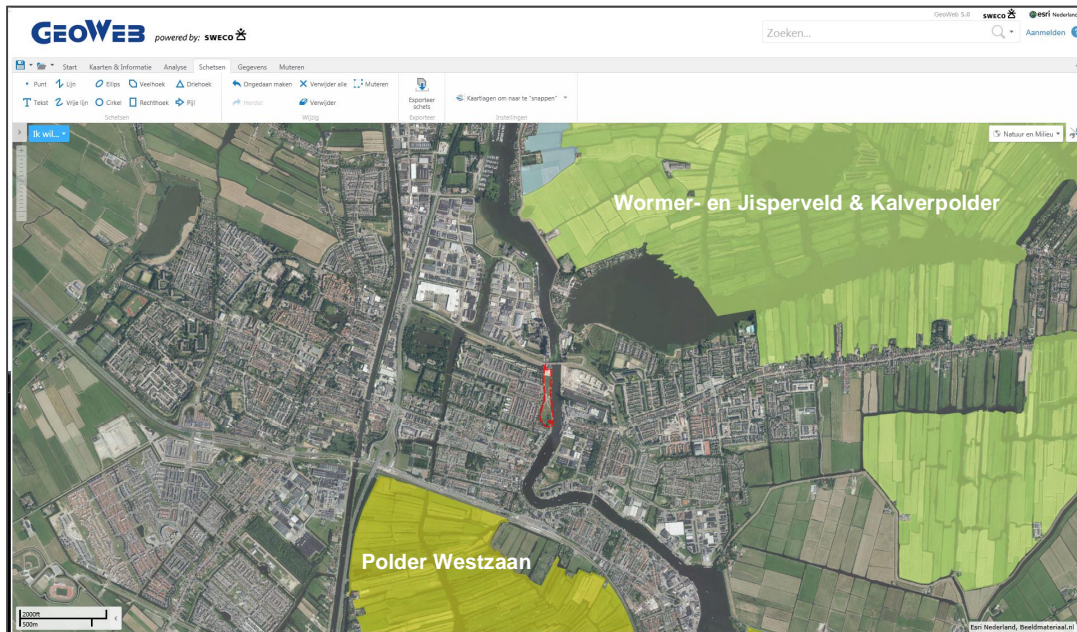 GeoWeb 5.0 SWECO esri Nederland
GEOWEB powered by: SWECO
Zoeken...
Aanmelden
Start Kaarten & Informatie Analyse Schetsen Gegevens Muteren
Punt Lijn Ellips Veelhoek Driehoek Ongedaan maken Verwijder alle Muteren
Tekst Vrije lijn Cirkel Rechthoek Pijl Herstel Verwijder
Exporteer schets
Kaartlagen om naar te "snappen"
Schetsen Wijzig Exporteer Instellingen
Ik wil...
Natuur en Milieu
Wormer- en Jisperveld & Kalverpolder
Polder Westzaan
2000ft
500m
Esri Nederland, Beeldmateriaal.nl